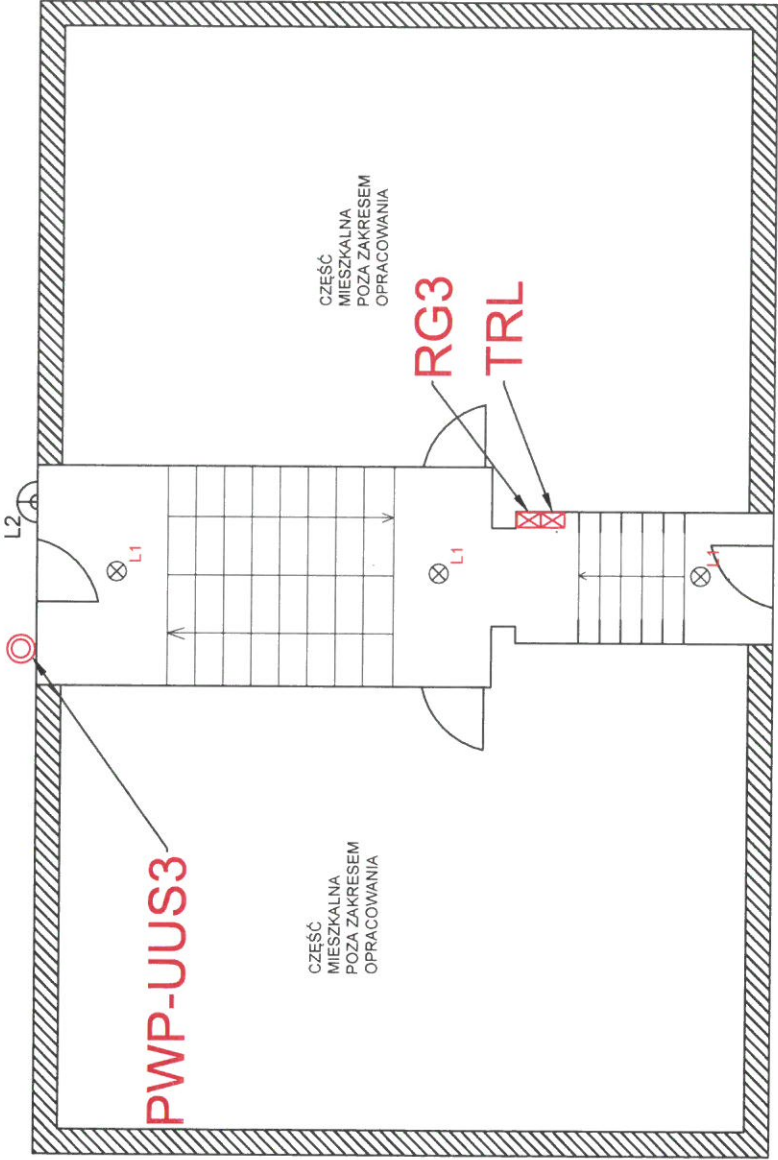 L2
L1
L1
L1
CZĘŚĆ
MIESZKALNA
POZA ZAKRESEM
OPRACOWANIA
RG3
TRL
PWP-UUS3
CZĘŚĆ
MIESZKALNA
POZA ZAKRESEM
OPRACOWANIA